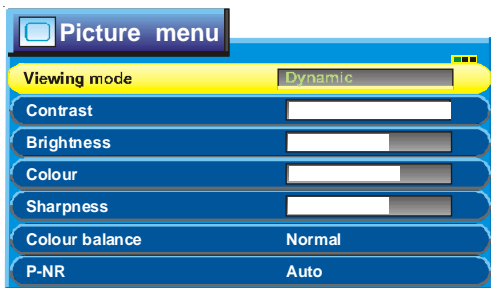 Picture menu
Viewing mode Dynamic
Contrast
Brightness
Colour
Sharpness
Colour balance Normal
P-NR Auto